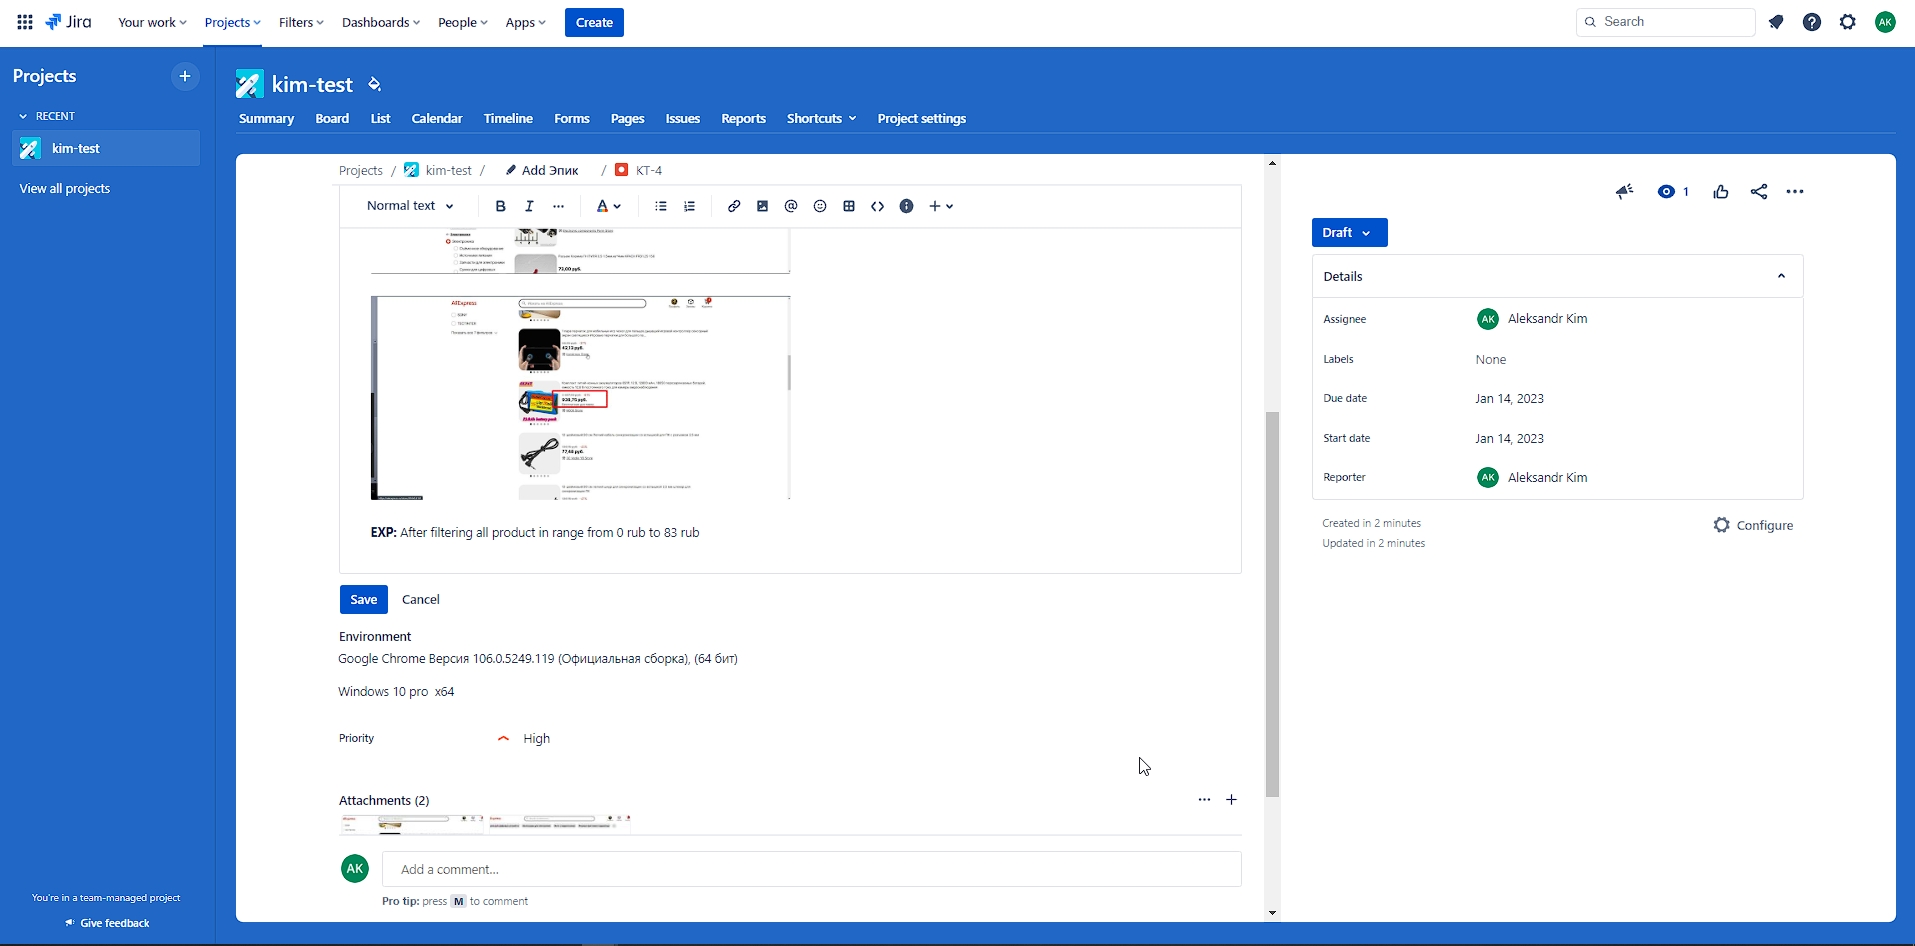 Jira Your work Projects Filters Dashboards People Apps Create Search AK
Projects
RECENT
kim-test
View all projects
You're in a team-managed project
Give feedback
kim-test
Summary Board List Calendar Timeline Forms Pages Issues Reports Shortcuts Project settings
Projects / kim-test / Add Эпик / KT-4
Normal text B I ... A
Электроника
73,00 руб.
AliExpress
42,13 руб.
938,75 руб.
77,48 руб.
EXP: After filtering all product in range from 0 rub to 83 rub
Save Cancel
Environment
Google Chrome Версия 106.0.5249.119 (Официальная сборка), (64 бит)
Windows 10 pro x64
Priority High
Attachments (2)
AK Add a comment...
Pro tip: press M to comment
1
Draft
Details
Assignee AK Aleksandr Kim
Labels None
Due date Jan 14, 2023
Start date Jan 14, 2023
Reporter AK Aleksandr Kim
Created in 2 minutes
Configure
Updated in 2 minutes